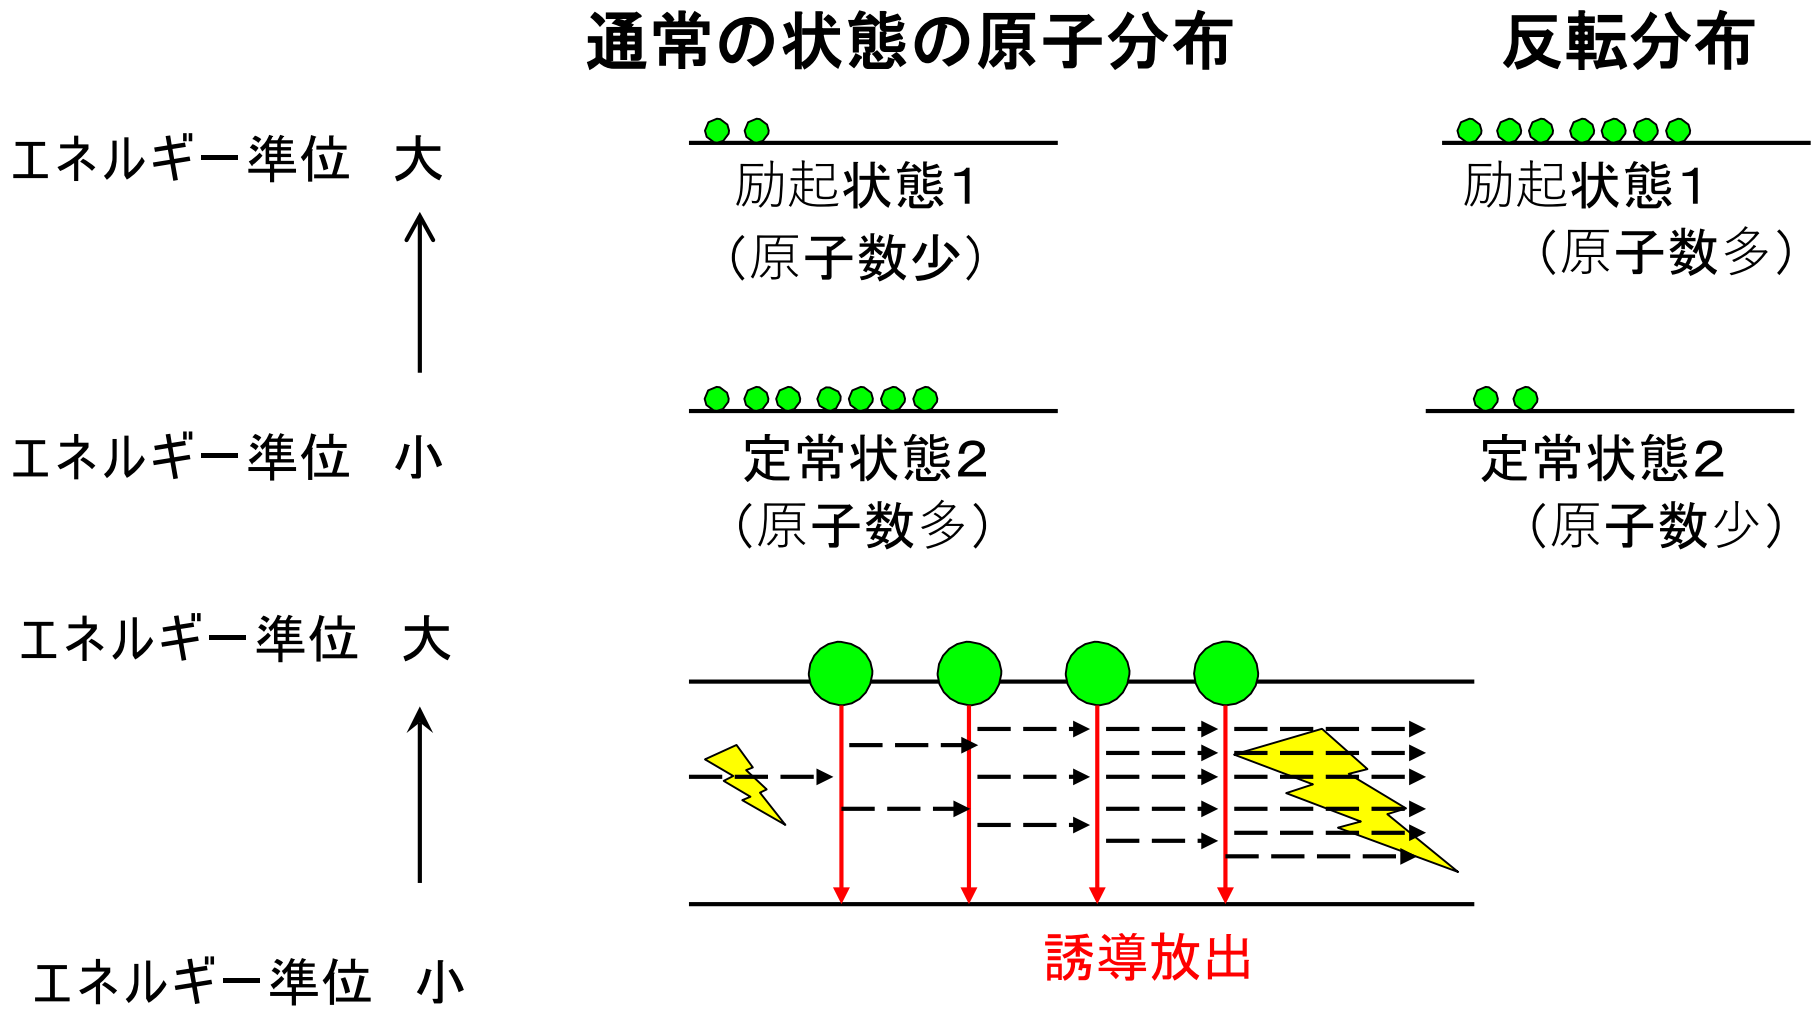 通常の状態の原子分布 反転分布
エネルギー準位 大
励起状態1
（原子数少）
励起状態1
（原子数多）
エネルギー準位 小
定常状態2
（原子数多）
定常状態2
（原子数少）
エネルギー準位 大
誘導放出
エネルギー準位 小